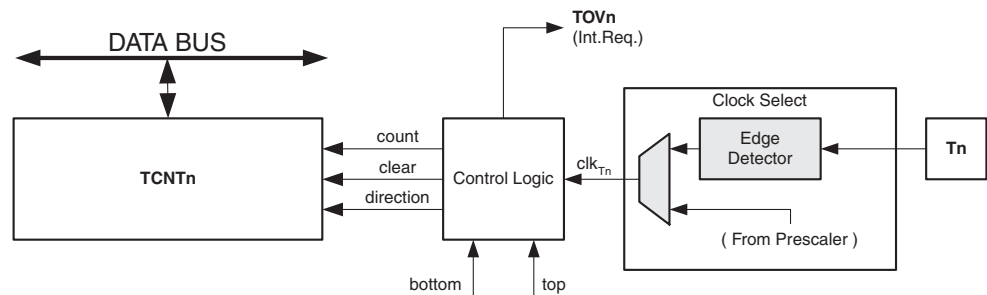 TOVn
(Int.Req.)
DATA BUS
Clock Select
count
Edge
Detector
Tn
TCNTn
clear
Control Logic
clkTn
direction
( From Prescaler )
bottom
top